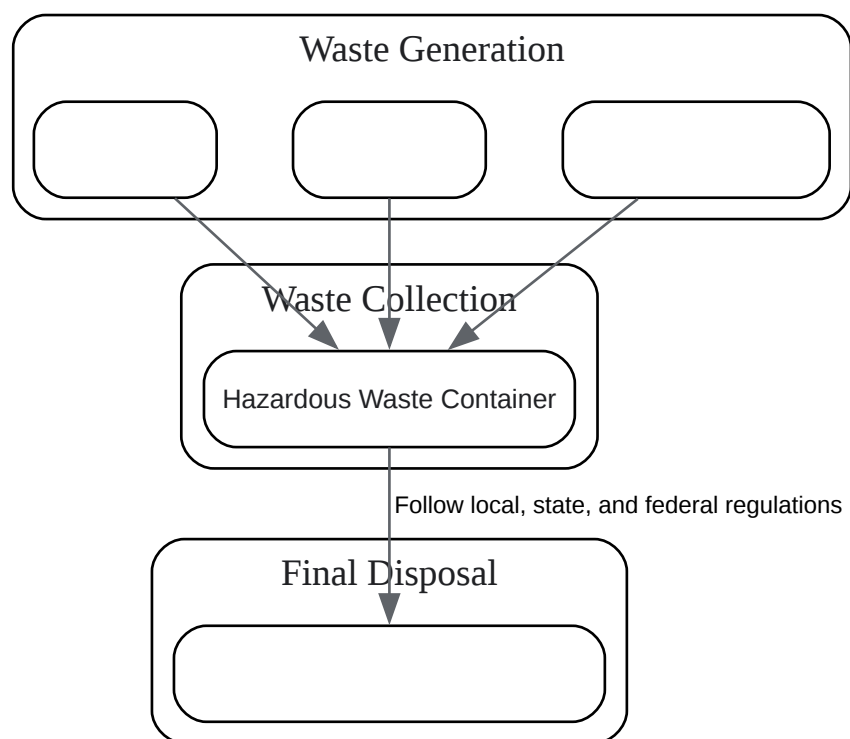 Waste Generation
Waste Collection
Hazardous Waste Container
Follow local, state, and federal regulations
Final Disposal